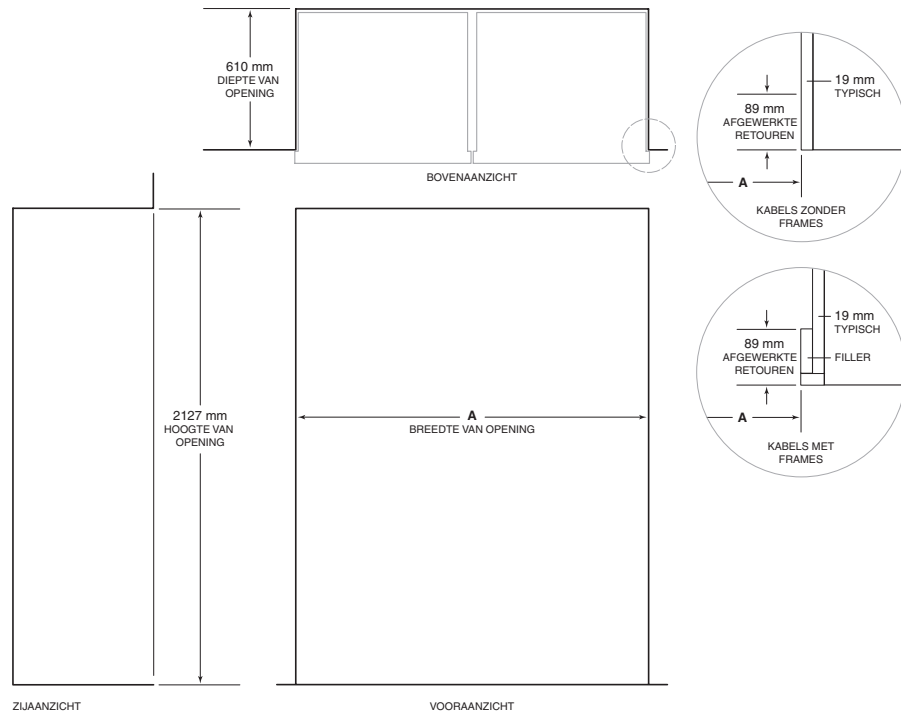 610 mm
DIEPTE VAN
OPENING
BOVENAANZICHT
19 mm
TYPISCH
89 mm
AFGEWERKTE
RETOUREN
A
KABELS ZONDER
FRAMES
19 mm
TYPISCH
89 mm
AFGEWERKTE
RETOUREN
FILLER
A
KABELS MET
FRAMES
2127 mm
HOOGTE VAN
OPENING
A
BREEDTE VAN OPENING
ZIJAANZICHT
VOORAANZICHT